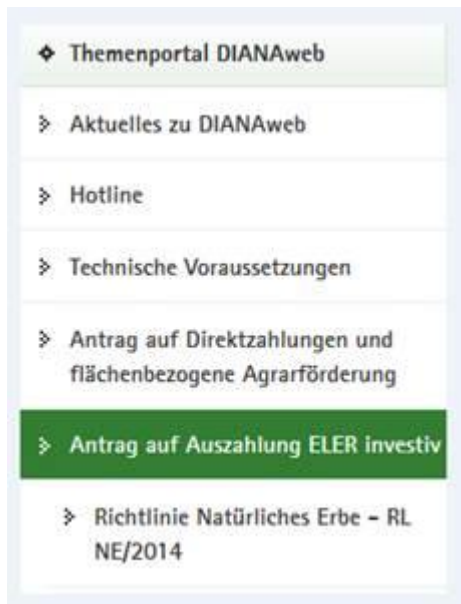 Themenportal DIANAweb
Aktuelles zu DIANAweb
Hotline
Technische Voraussetzungen
Antrag auf Direktzahlungen und
flächenbezogene Agrarförderung
Antrag auf Auszahlung ELER investiv
Richtlinie Natürliches Erbe – RL
NE/2014